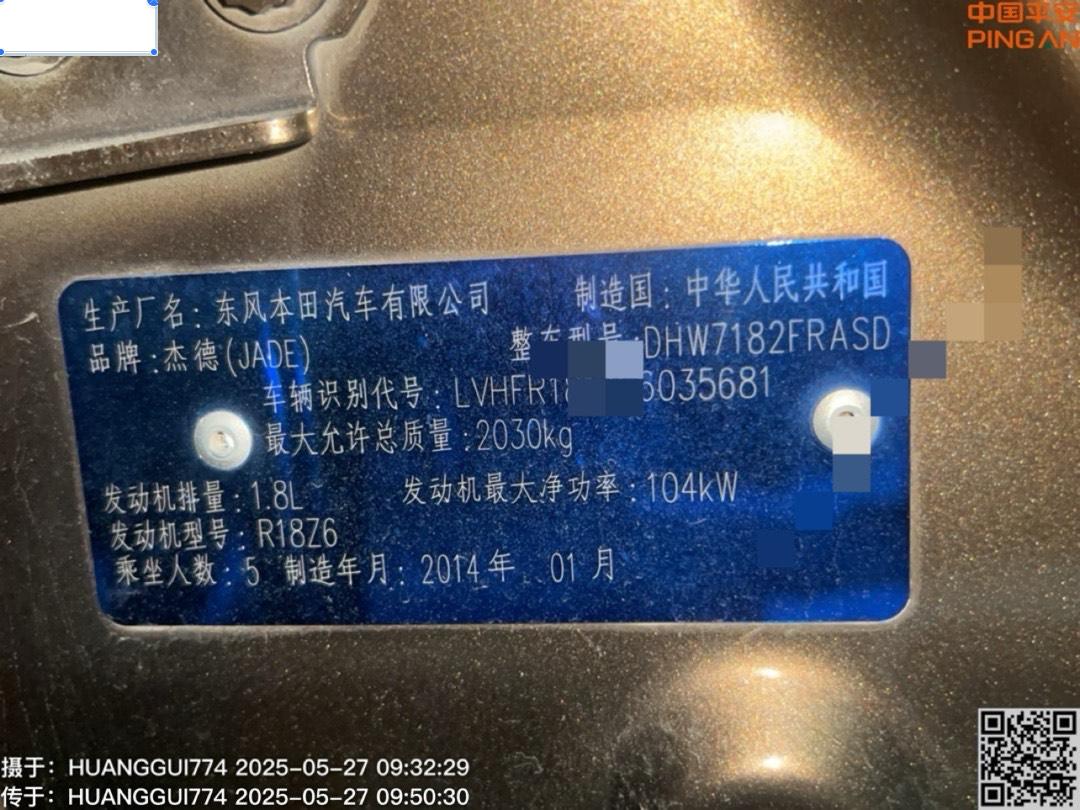 中国平安
PING AN
生产厂名：东风本田汽车有限公司 制造国：中华人民共和国
品牌：杰德(JADE) 整车型号:DHW7182FRASD
车辆识别代号：LVHFR18 6035681
最大允许总质量:2030kg
发动机排量：1.8L 发动机最大净功率：104kW
发动机型号：R18Z6
乘坐人数：5 制造年月：2014年 01月
摄于：HUANGGUI774 2025-05-27 09:32:29
传于：HUANGGUI774 2025-05-27 09:50:30